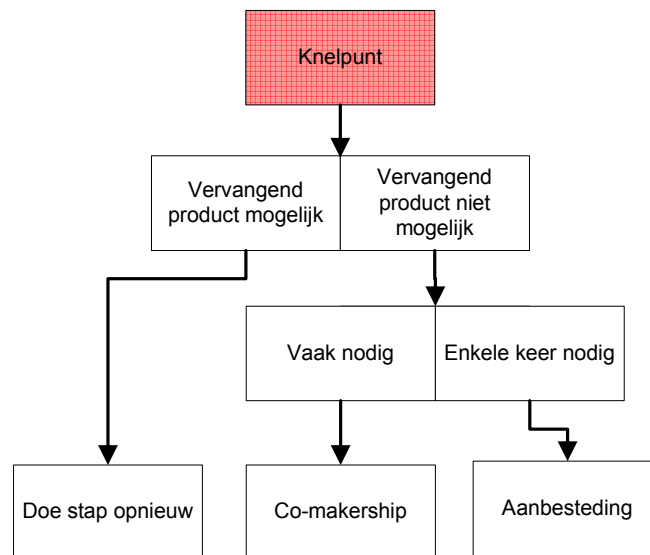 Knelpunt
Vervangend
product mogelijk
Vervangend
product niet
mogelijk
Vaak nodig
Enkele keer nodig
Doe stap opnieuw
Co-makership
Aanbesteding